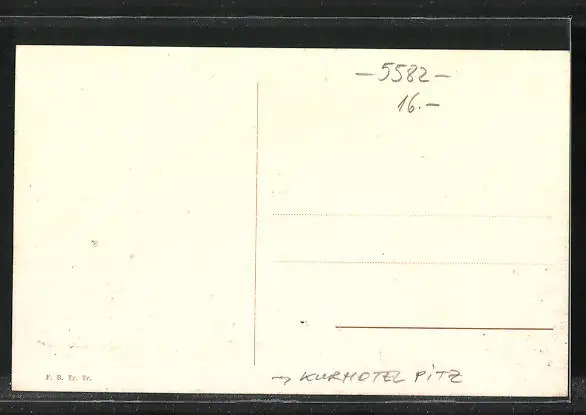 -5582-
16.-
F. B. Tr. Tr.
→ KURHOTEL PITZ